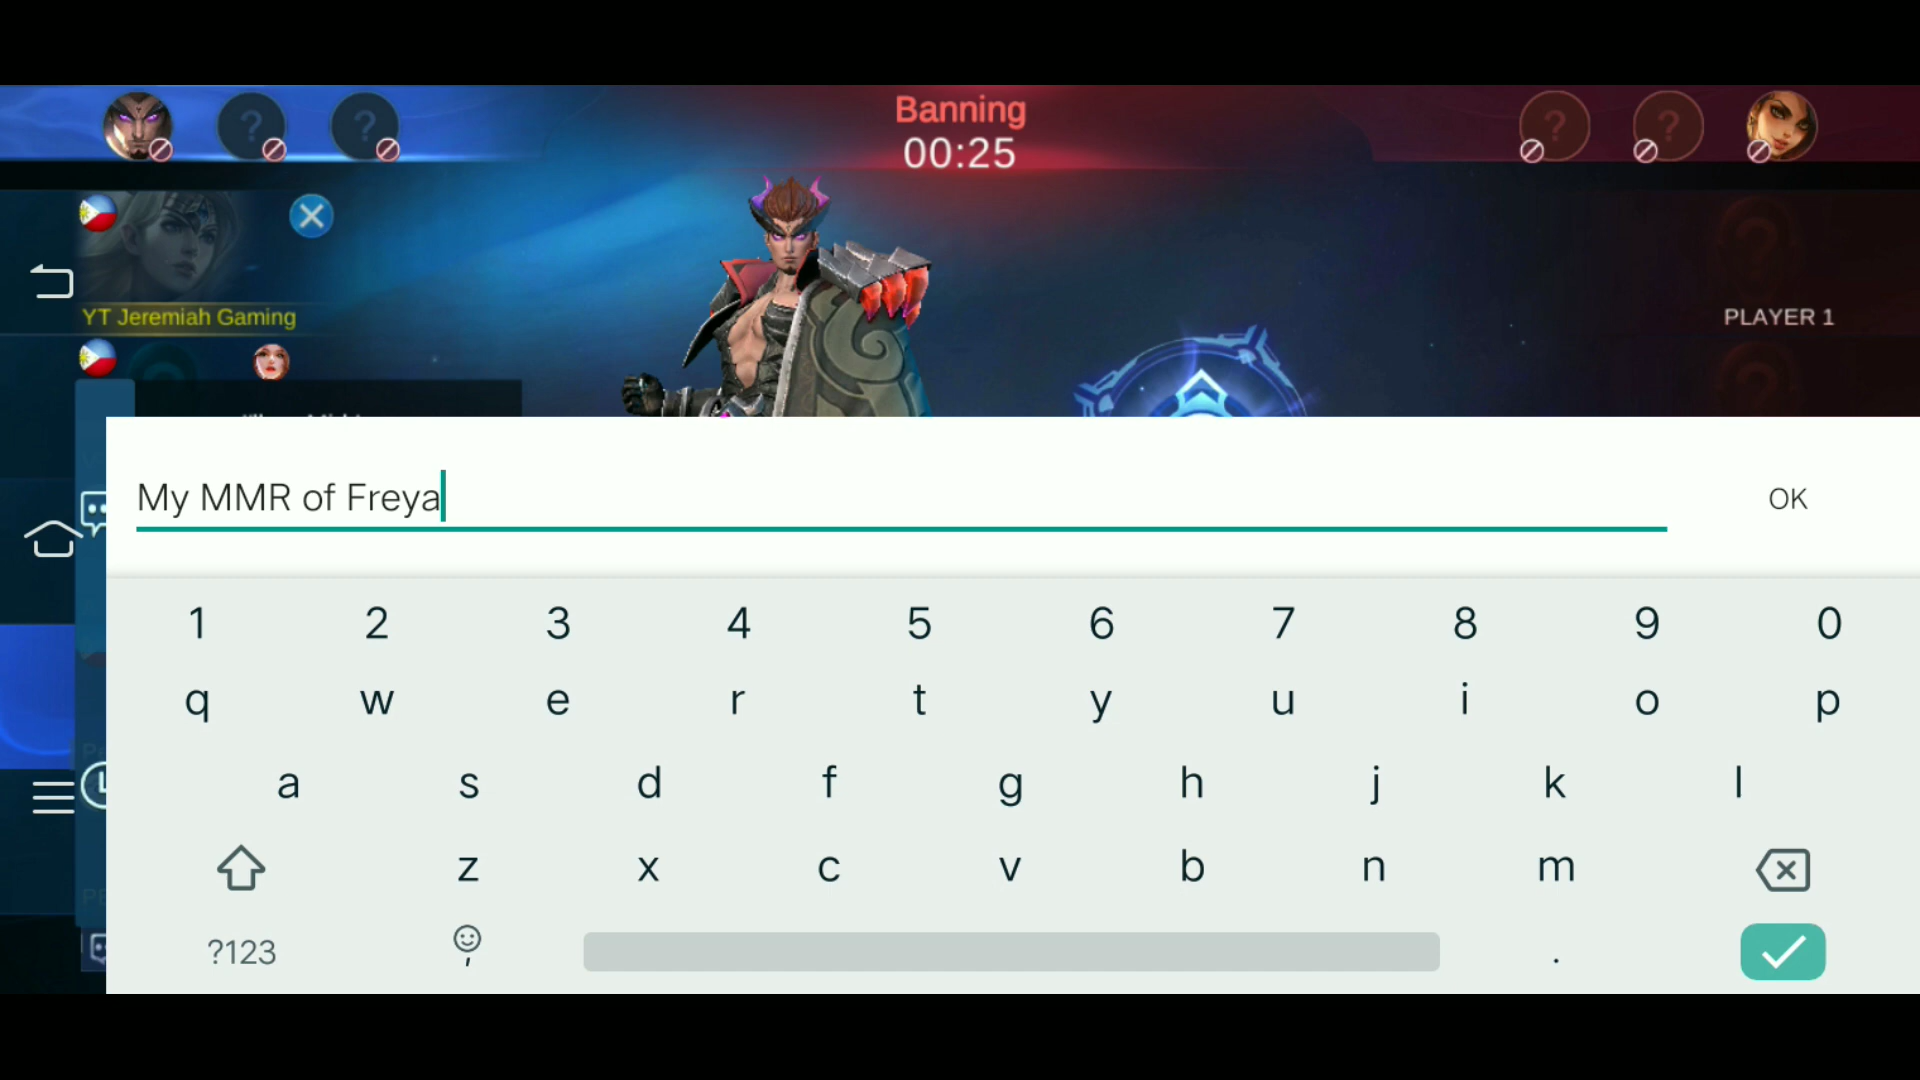 Banning
00:25
YT Jeremiah Gaming
PLAYER 1
My MMR of Freya
OK
1 2 3 4 5 6 7 8 9 0
q w e r t y u i o p
a s d f g h j k l
z x c v b n m
?123 , .